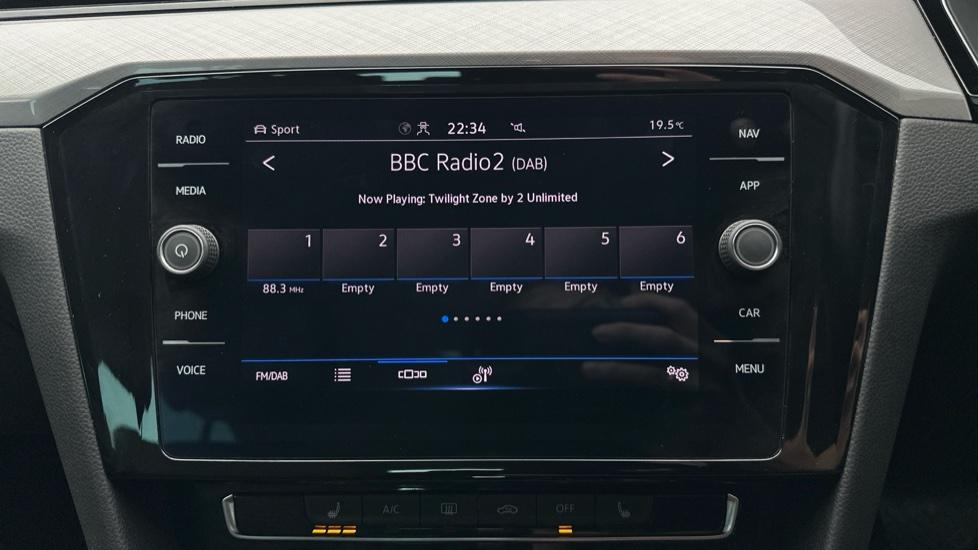 RADIO
Sport 22:34 19.5°C
NAV
MEDIA
< BBC Radio2 (DAB) >
APP
Now Playing: Twilight Zone by 2 Unlimited
1 2 3 4 5 6
88.3 MHz Empty Empty Empty Empty Empty
PHONE
CAR
VOICE
FM/DAB
MENU
A/C OFF